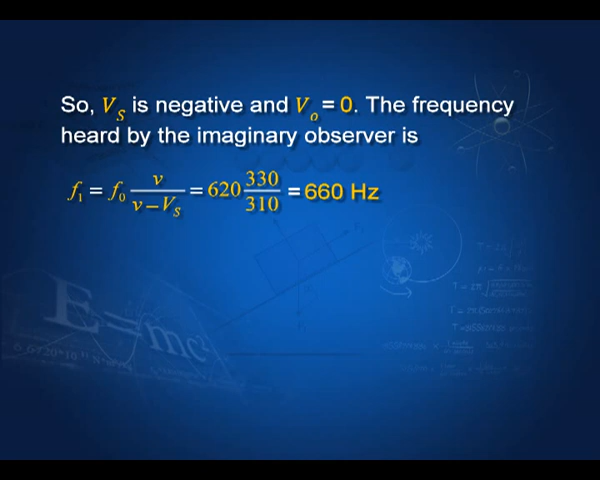 So, V_S is negative and V_o = 0. The frequency
heard by the imaginary observer is
f_1 = f_0 v/(v – V_S) = 620 330/310 = 660 Hz
E=mc²